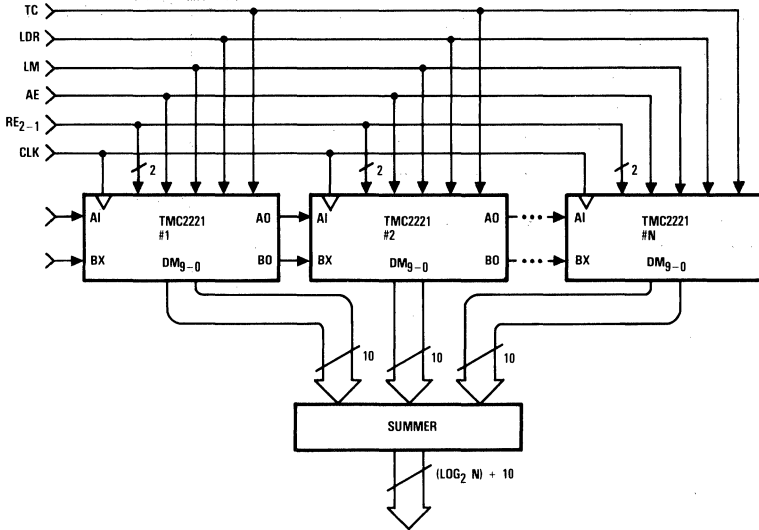 TC
LDR
LM
AE
RE2-1
CLK
2 2 2
AI TMC2221 AO AI TMC2221 AO AI TMC2221
#1 #2 #N
BX BO BX BO BX
DM9-0 DM9-0 DM9-0
10 10 10
SUMMER
(LOG2 N) + 10